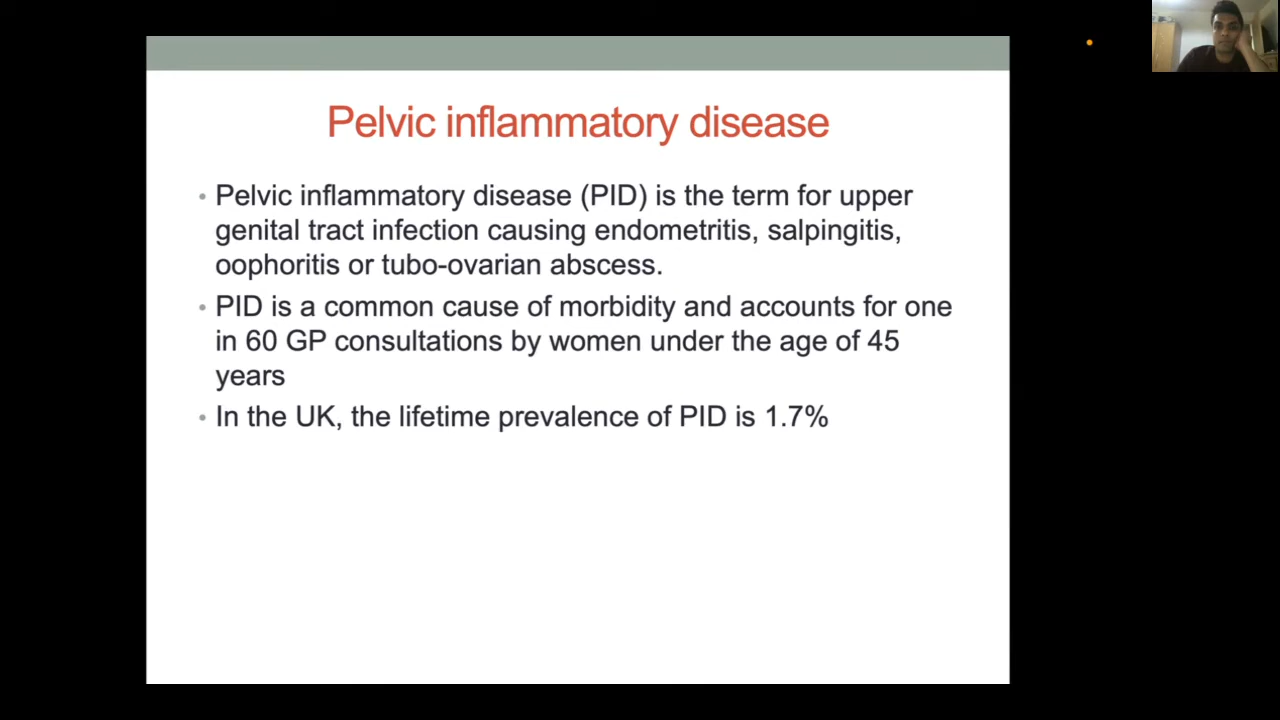 Pelvic inflammatory disease
• Pelvic inflammatory disease (PID) is the term for upper
genital tract infection causing endometritis, salpingitis,
oophoritis or tubo-ovarian abscess.
• PID is a common cause of morbidity and accounts for one
in 60 GP consultations by women under the age of 45
years
• In the UK, the lifetime prevalence of PID is 1.7%